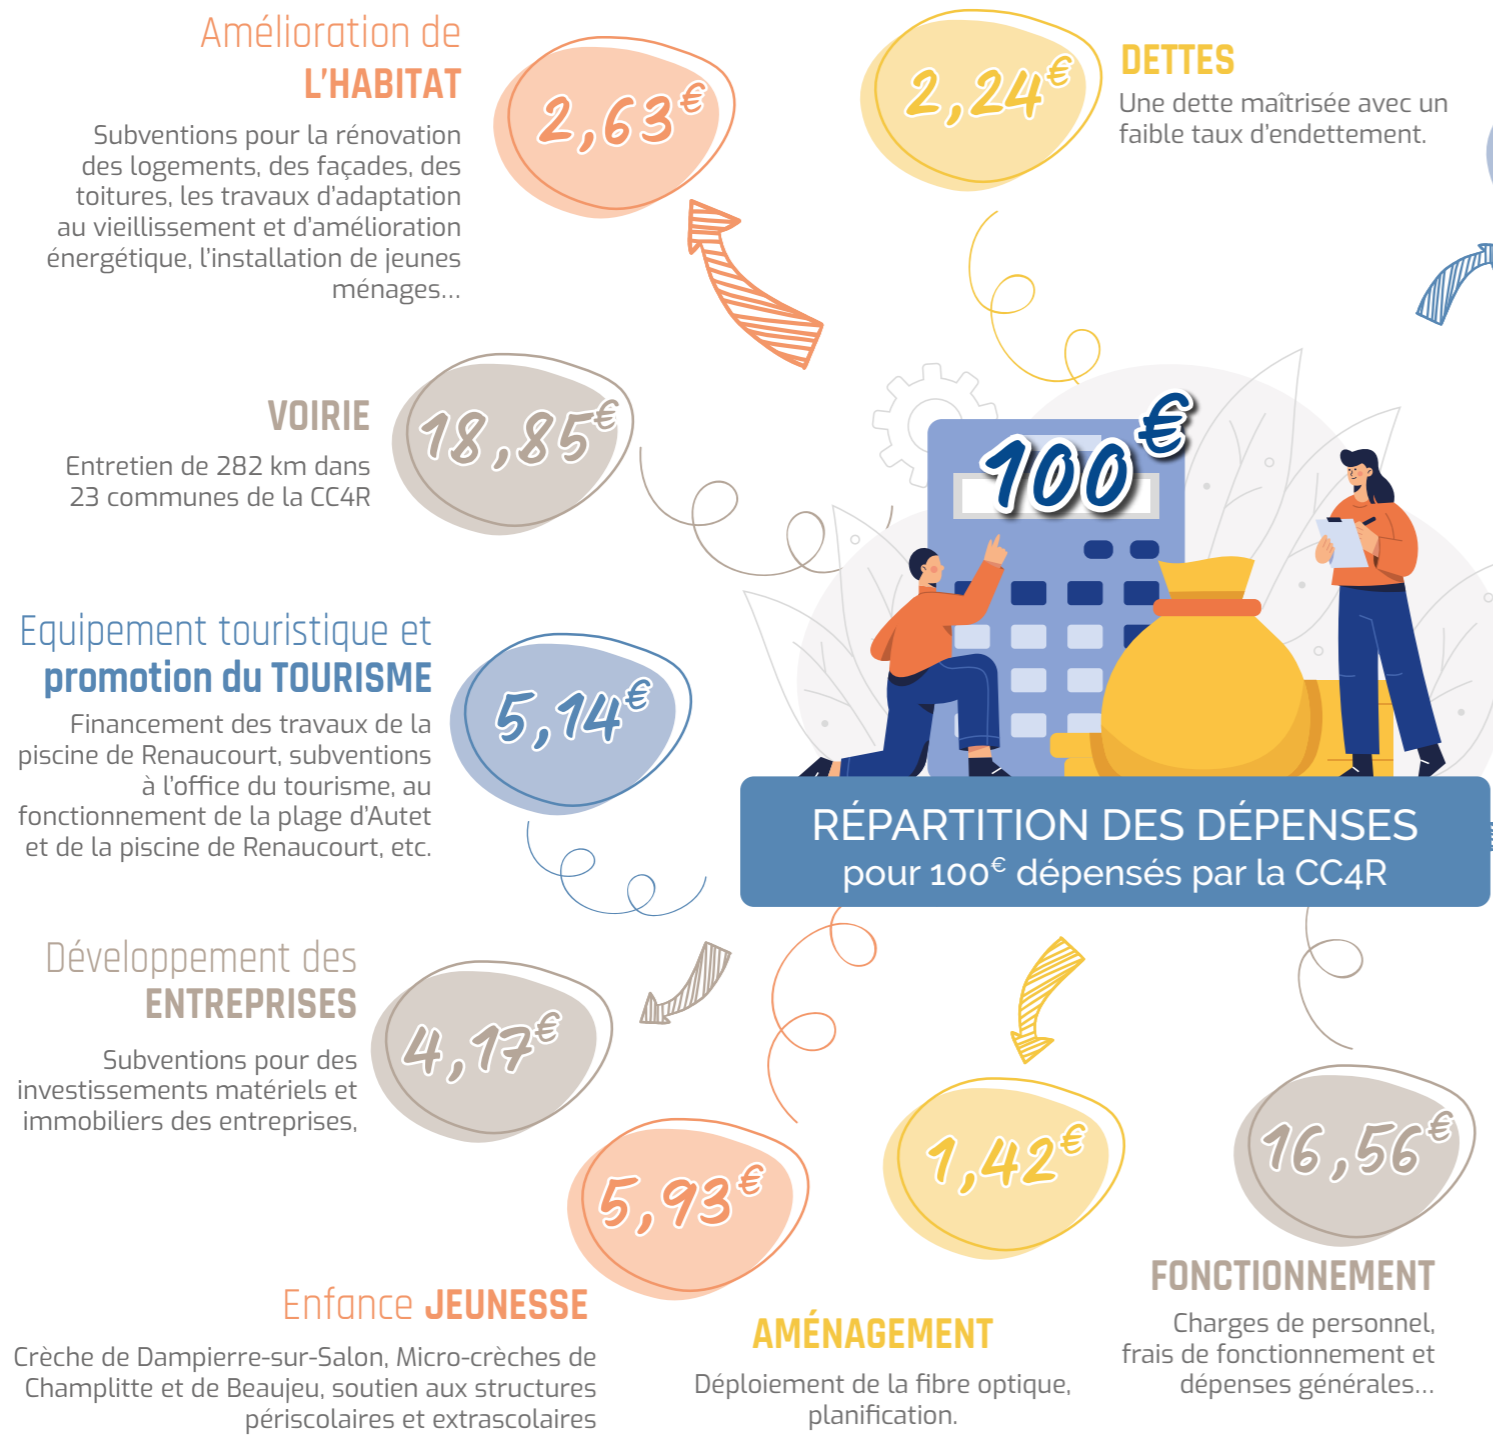 Amélioration de
L'HABITAT
Subventions pour la rénovation
des logements, des façades, des
toitures, les travaux d'adaptation
au vieillissement et d'amélioration
énergétique, l'installation de jeunes
ménages...
2,63€
2,24€
DETTES
Une dette maîtrisée avec un
faible taux d'endettement.
VOIRIE
Entretien de 282 km dans
23 communes de la CC4R
18,85€
100€
Equipement touristique et
promotion du TOURISME
Financement des travaux de la
piscine de Renaucourt, subventions
à l'office du tourisme, au
fonctionnement de la plage d'Autet
et de la piscine de Renaucourt, etc.
5,14€
RÉPARTITION DES DÉPENSES
pour 100€ dépensés par la CC4R
Développement des
ENTREPRISES
Subventions pour des
investissements matériels et
immobiliers des entreprises,
4,17€
5,93€
Enfance JEUNESSE
Crèche de Dampierre-sur-Salon, Micro-crèches de
Champlitte et de Beaujeu, soutien aux structures
périscolaires et extrascolaires
1,42€
AMÉNAGEMENT
Déploiement de la fibre optique,
planification.
16,56€
FONCTIONNEMENT
Charges de personnel,
frais de fonctionnement et
dépenses générales...